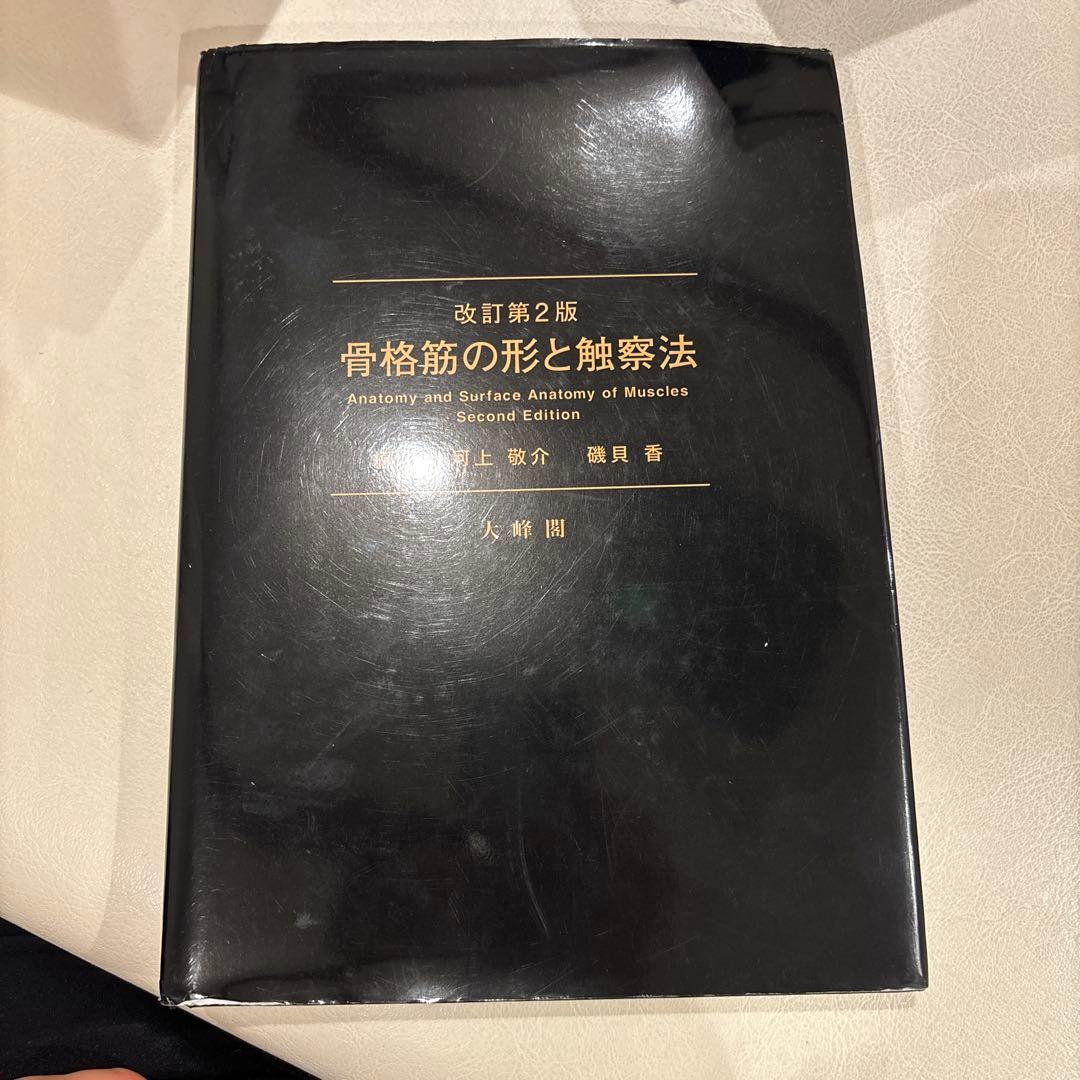 改訂第2版
骨格筋の形と触察法
Anatomy and Surface Anatomy of Muscles
Second Edition
河上 敬介 磯貝 香
大峰閣